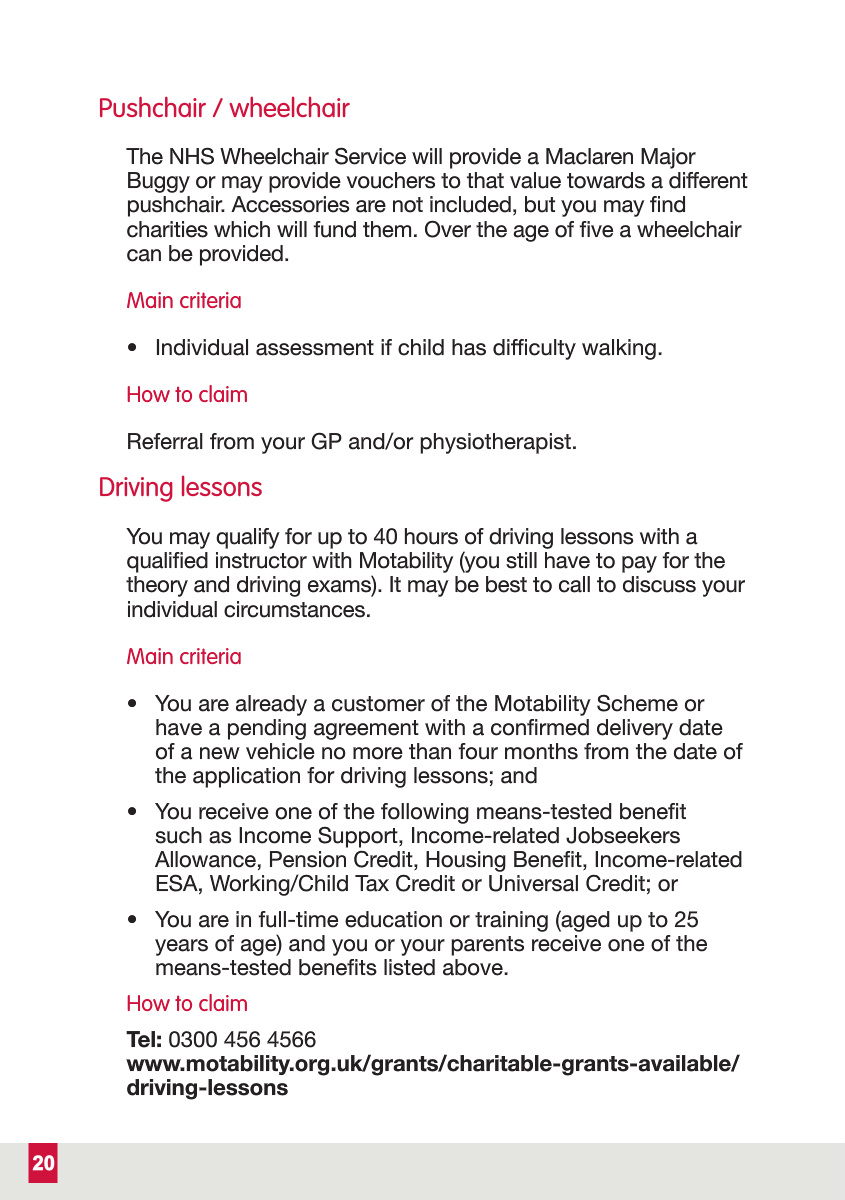 Pushchair / wheelchair
The NHS Wheelchair Service will provide a Maclaren Major
Buggy or may provide vouchers to that value towards a different
pushchair. Accessories are not included, but you may find
charities which will fund them. Over the age of five a wheelchair
can be provided.
Main criteria
• Individual assessment if child has difficulty walking.
How to claim
Referral from your GP and/or physiotherapist.
Driving lessons
You may qualify for up to 40 hours of driving lessons with a
qualified instructor with Motability (you still have to pay for the
theory and driving exams). It may be best to call to discuss your
individual circumstances.
Main criteria
• You are already a customer of the Motability Scheme or
have a pending agreement with a confirmed delivery date
of a new vehicle no more than four months from the date of
the application for driving lessons; and
• You receive one of the following means-tested benefit
such as Income Support, Income-related Jobseekers
Allowance, Pension Credit, Housing Benefit, Income-related
ESA, Working/Child Tax Credit or Universal Credit; or
• You are in full-time education or training (aged up to 25
years of age) and you or your parents receive one of the
means-tested benefits listed above.
How to claim
Tel: 0300 456 4566
www.motability.org.uk/grants/charitable-grants-available/
driving-lessons
20